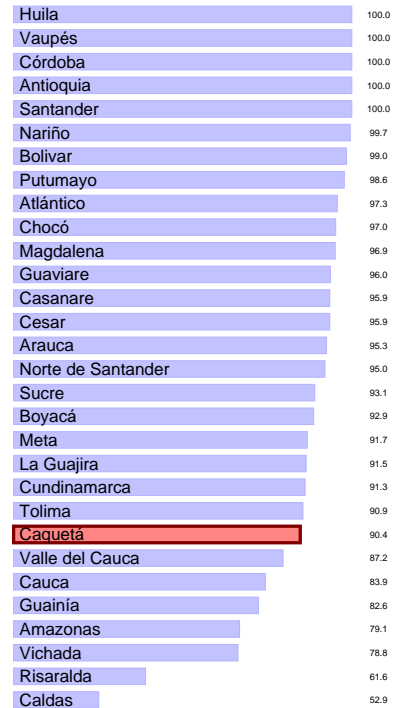 Huila 100.0
Vaupés 100.0
Córdoba 100.0
Antioquia 100.0
Santander 100.0
Nariño 99.7
Bolivar 99.0
Putumayo 98.6
Atlántico 97.3
Chocó 97.0
Magdalena 96.9
Guaviare 96.0
Casanare 95.9
Cesar 95.9
Arauca 95.3
Norte de Santander 95.0
Sucre 93.1
Boyacá 92.9
Meta 91.7
La Guajira 91.5
Cundinamarca 91.3
Tolima 90.9
Caquetá 90.4
Valle del Cauca 87.2
Cauca 83.9
Guainía 82.6
Amazonas 79.1
Vichada 78.8
Risaralda 61.6
Caldas 52.9